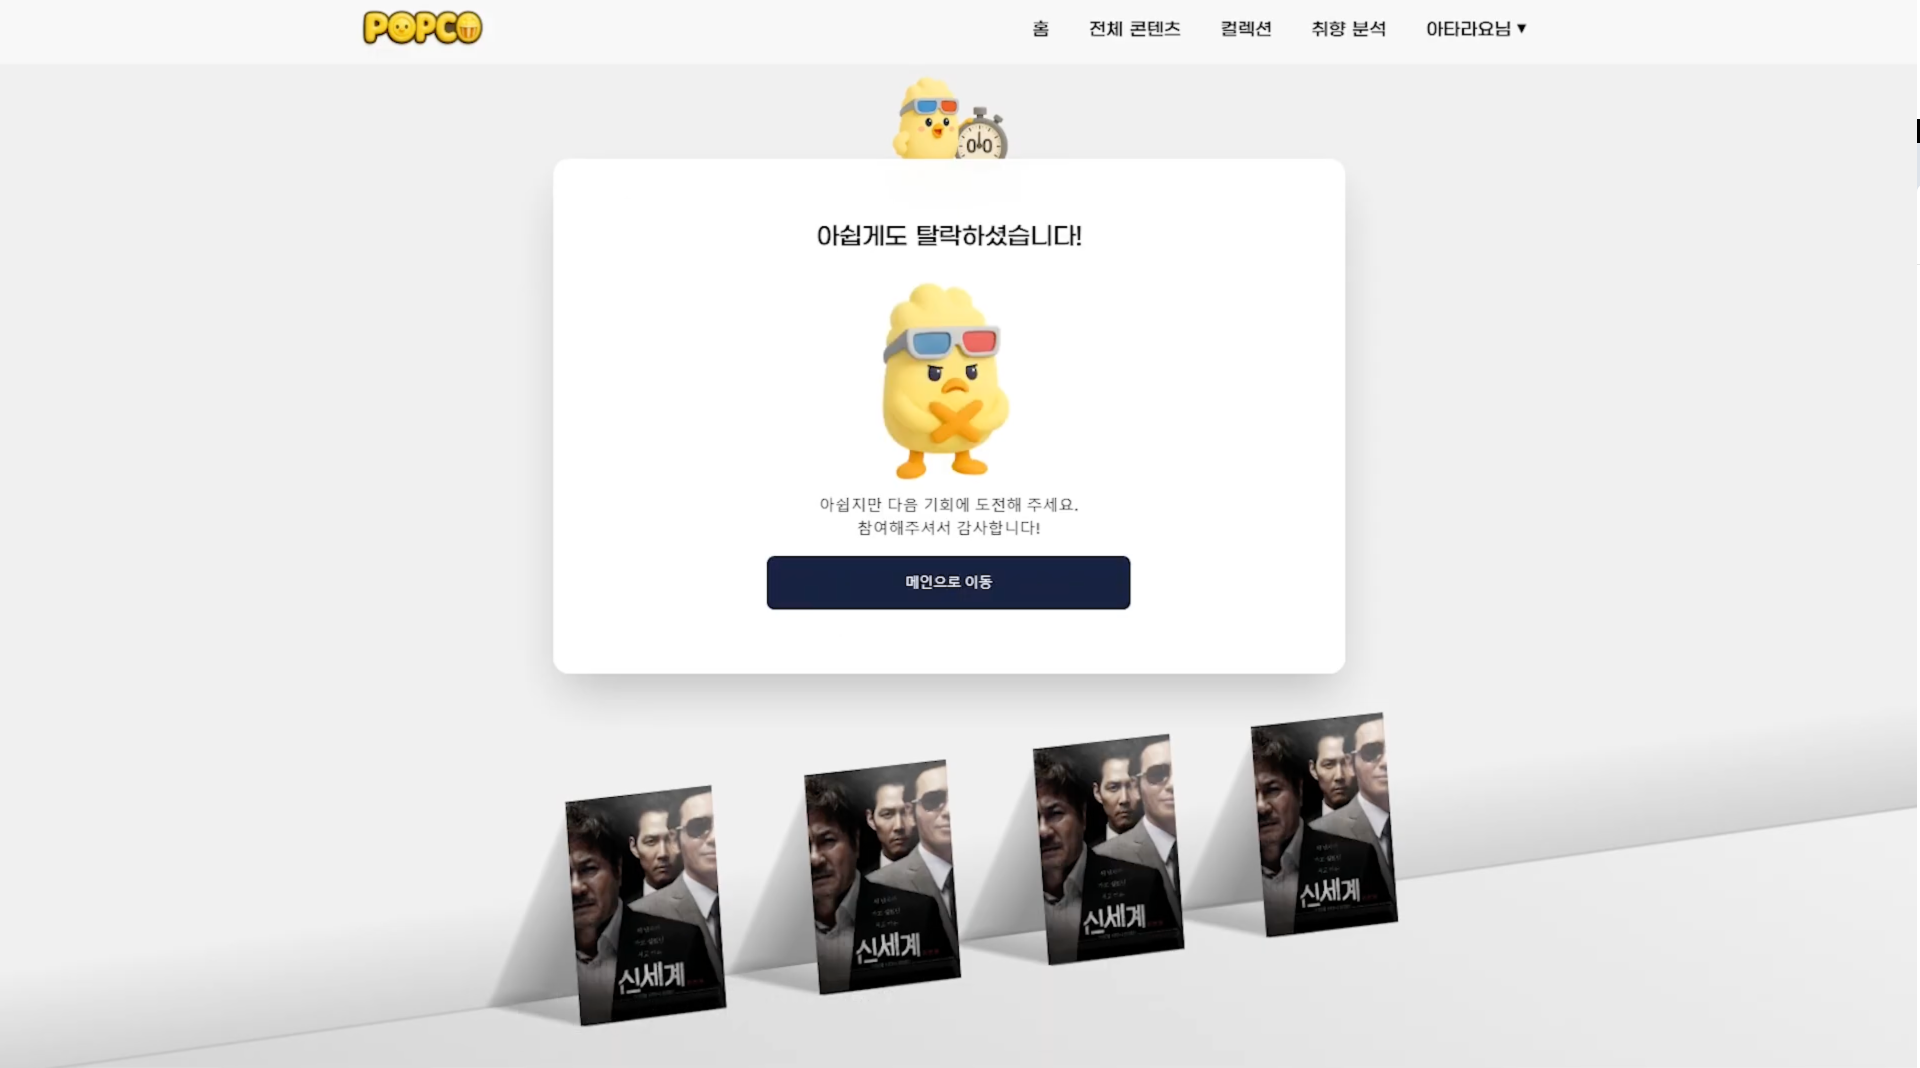 POPCO
홈 전체 콘텐츠 컬렉션 취향 분석 아타라요님 ▼
00
아쉽게도 탈락하셨습니다!
아쉽지만 다음 기회에 도전해 주세요.
참여해주셔서 감사합니다!
메인으로 이동
신세계
신세계
신세계
신세계